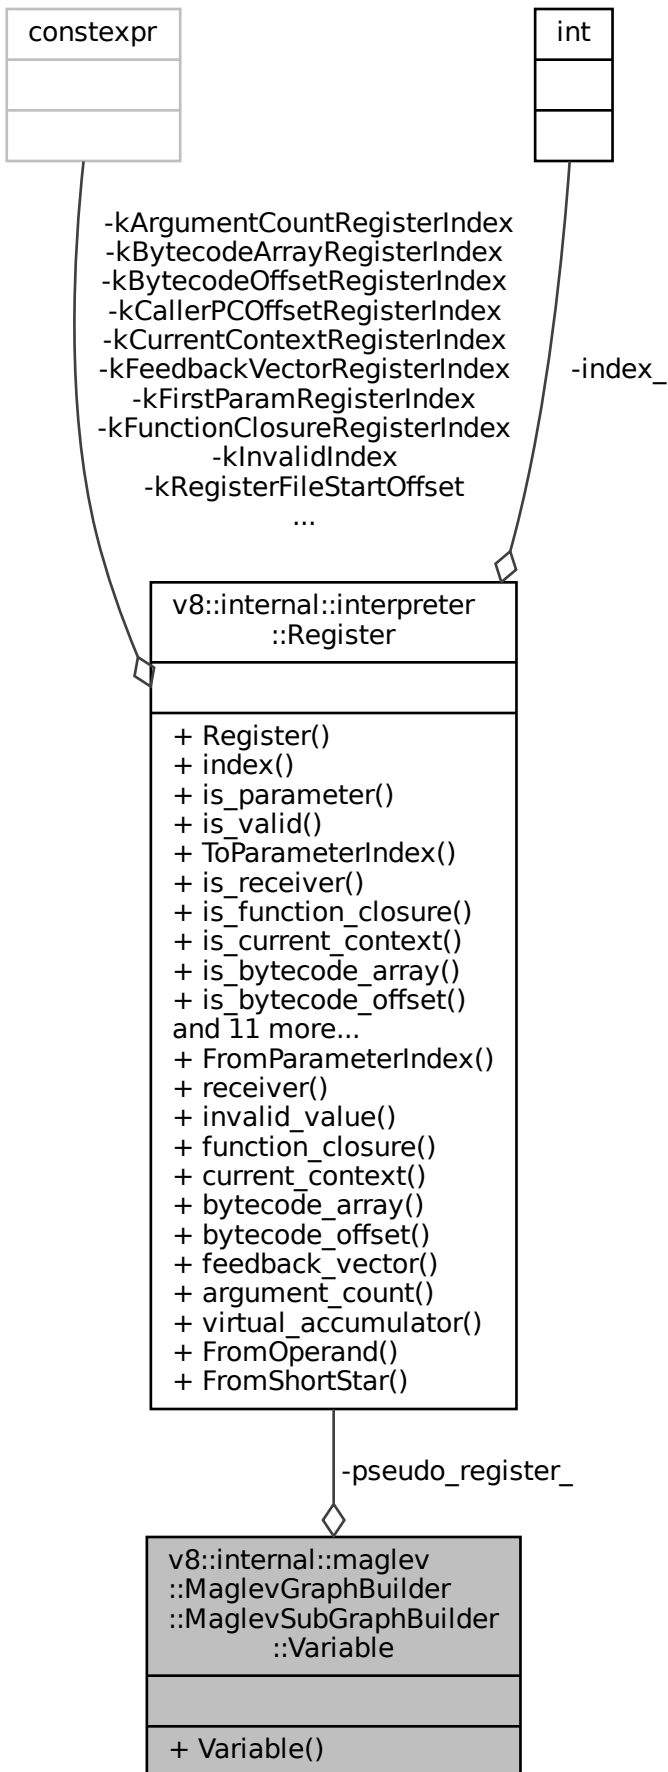 constexpr
int
-kArgumentCountRegisterIndex
-kBytecodeArrayRegisterIndex
-kBytecodeOffsetRegisterIndex
-kCallerPCOffsetRegisterIndex
-kCurrentContextRegisterIndex
-kFeedbackVectorRegisterIndex
-kFirstParamRegisterIndex
-kFunctionClosureRegisterIndex
-kInvalidIndex
-kRegisterFileStartOffset
...
-index_
v8::internal::interpreter
::Register
+ Register()
+ index()
+ is_parameter()
+ is_valid()
+ ToParameterIndex()
+ is_receiver()
+ is_function_closure()
+ is_current_context()
+ is_bytecode_array()
+ is_bytecode_offset()
and 11 more...
+ FromParameterIndex()
+ receiver()
+ invalid_value()
+ function_closure()
+ current_context()
+ bytecode_array()
+ bytecode_offset()
+ feedback_vector()
+ argument_count()
+ virtual_accumulator()
+ FromOperand()
+ FromShortStar()
-pseudo_register_
v8::internal::maglev
::MaglevGraphBuilder
::MaglevSubGraphBuilder
::Variable
+ Variable()